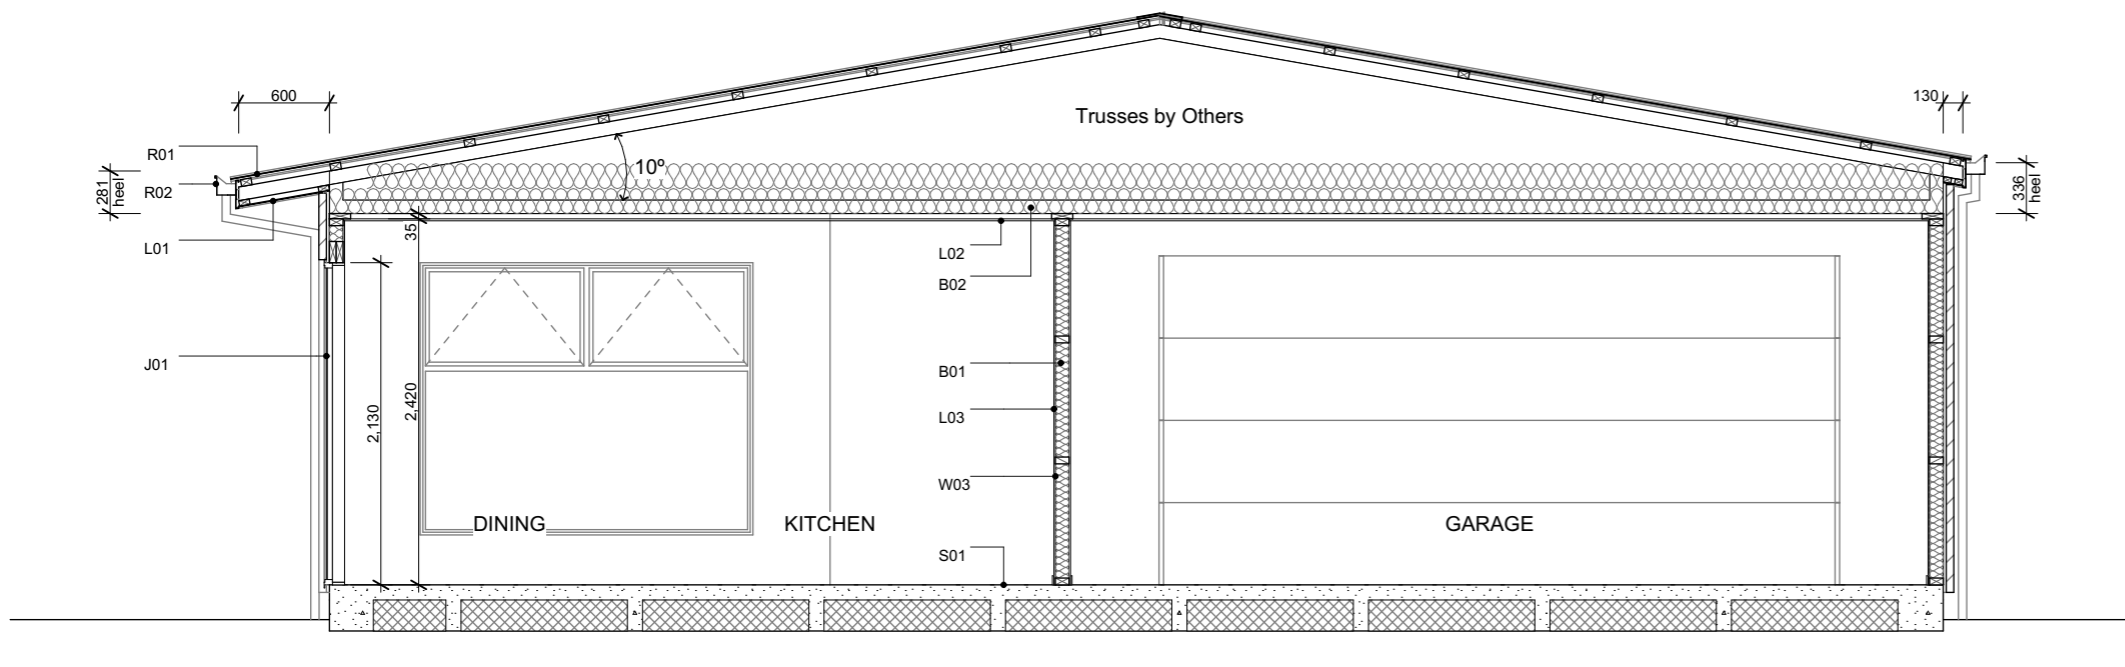 600
130
Trusses by Others
R01
10°
R02
281
heel
336
heel
L01
35
L02
B02
J01
B01
2,130
2,420
L03
W03
DINING
KITCHEN
GARAGE
S01